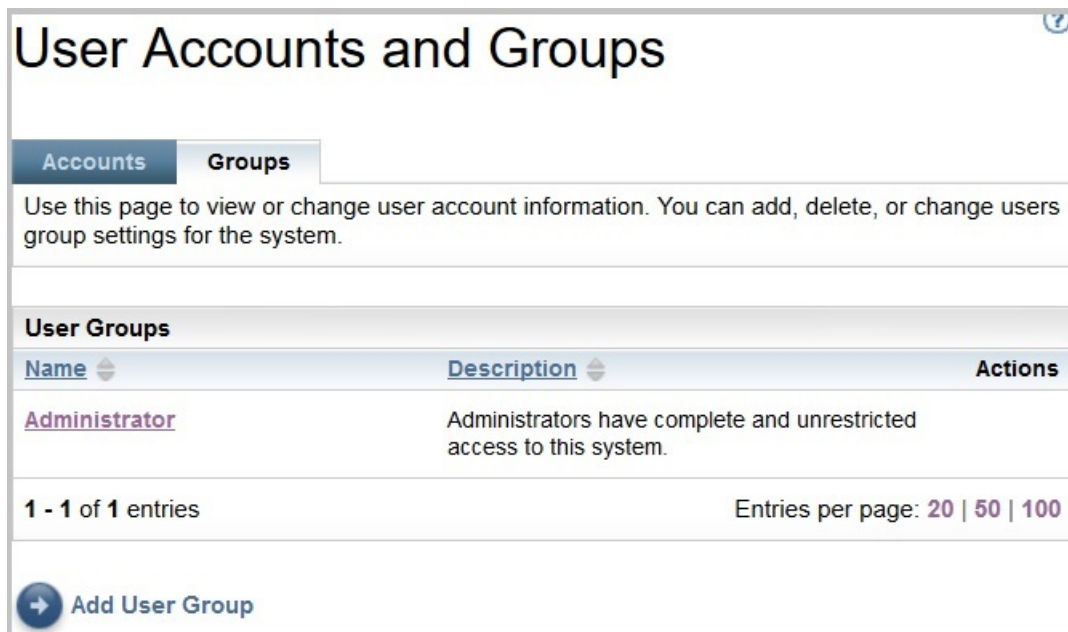 User Accounts and Groups
Accounts Groups
Use this page to view or change user account information. You can add, delete, or change users
group settings for the system.
User Groups
Name Description Actions
Administrator Administrators have complete and unrestricted
access to this system.
1 - 1 of 1 entries Entries per page: 20 | 50 | 100
Add User Group